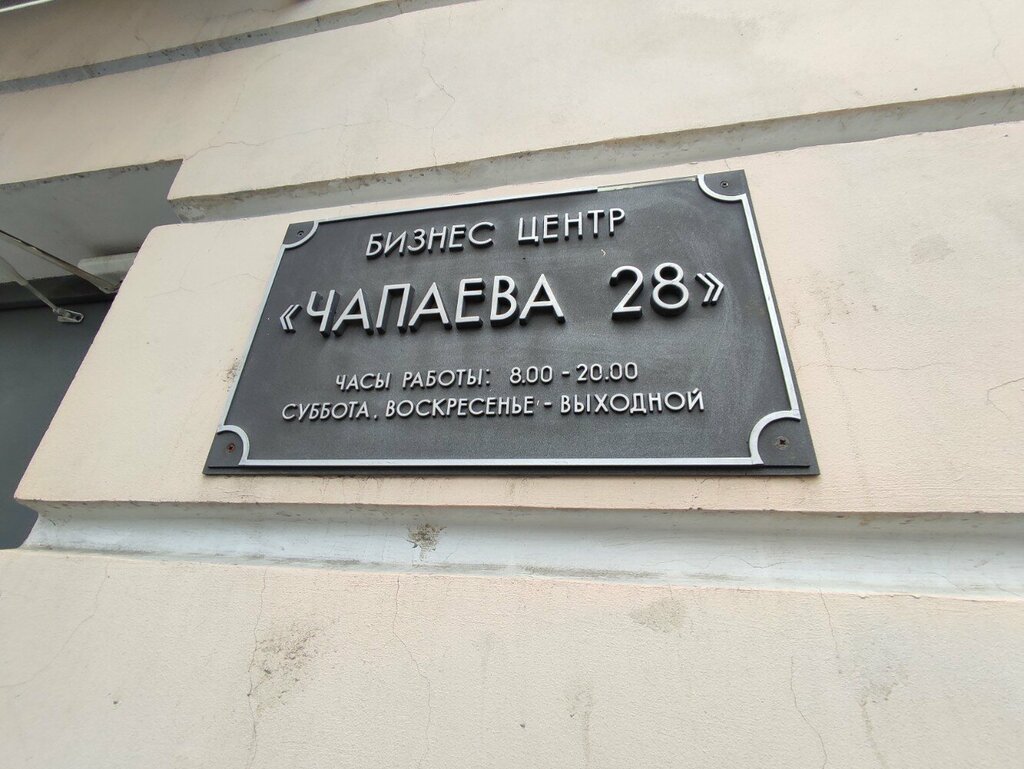 БИЗНЕС ЦЕНТР
«ЧАПАЕВА 28»
ЧАСЫ РАБОТЫ: 8.00 - 20.00
СУББОТА, ВОСКРЕСЕНЬЕ - ВЫХОДНОЙ